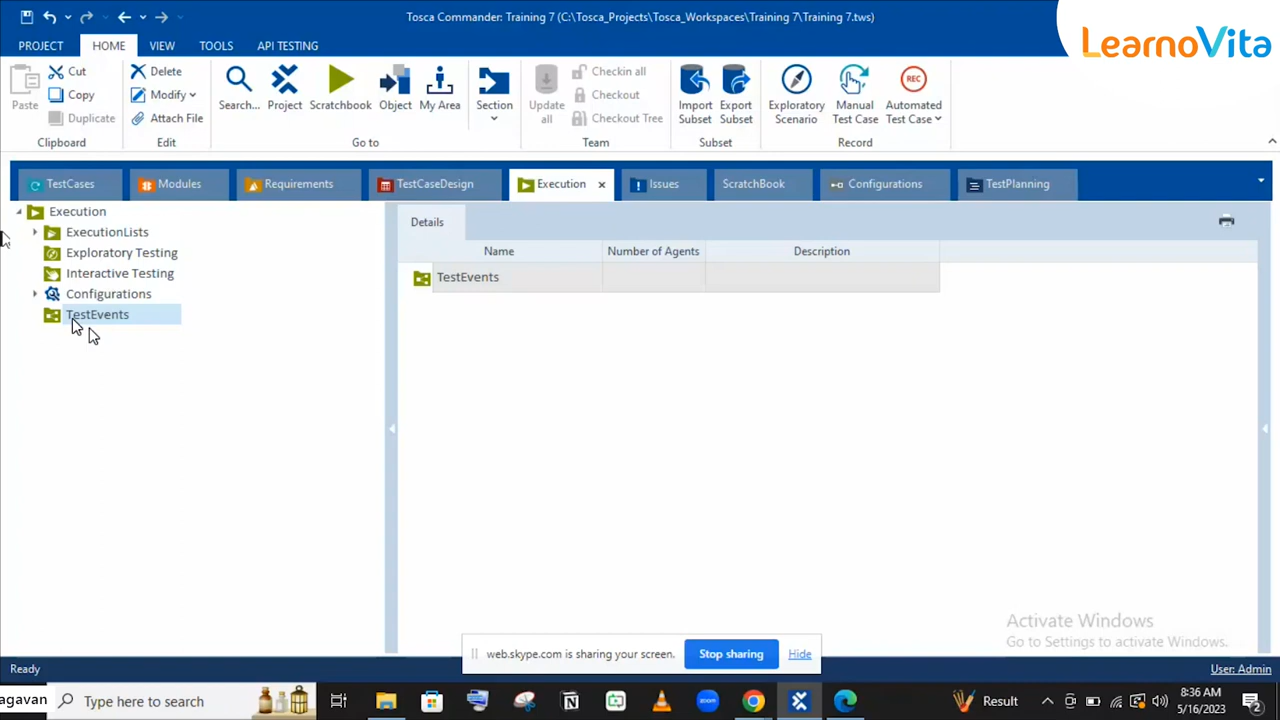 Tosca Commander: Training 7 (C:\Tosca_Projects\Tosca_Workspaces\Training 7\Training 7.tws)
LearnoVita
PROJECT HOME VIEW TOOLS API TESTING
Paste Cut Copy Duplicate
Clipboard
Delete Modify Attach File
Edit
Search... Project Scratchbook Object My Area Section
Go to
Update all Checkin all Checkout Checkout Tree
Team
Import Subset Export Subset
Subset
Exploratory Scenario Manual Test Case REC Automated Test Case
Record
TestCases Modules Requirements TestCaseDesign Execution x Issues ScratchBook Configurations TestPlanning
Execution
ExecutionLists
Exploratory Testing
Interactive Testing
Configurations
TestEvents
Details
Name Number of Agents Description
TestEvents
Activate Windows
Go to Settings to activate Windows.
web.skype.com is sharing your screen. Stop sharing Hide
Ready User: Admin
agavan Type here to search zoom Result 8:36 AM
5/16/2023 2